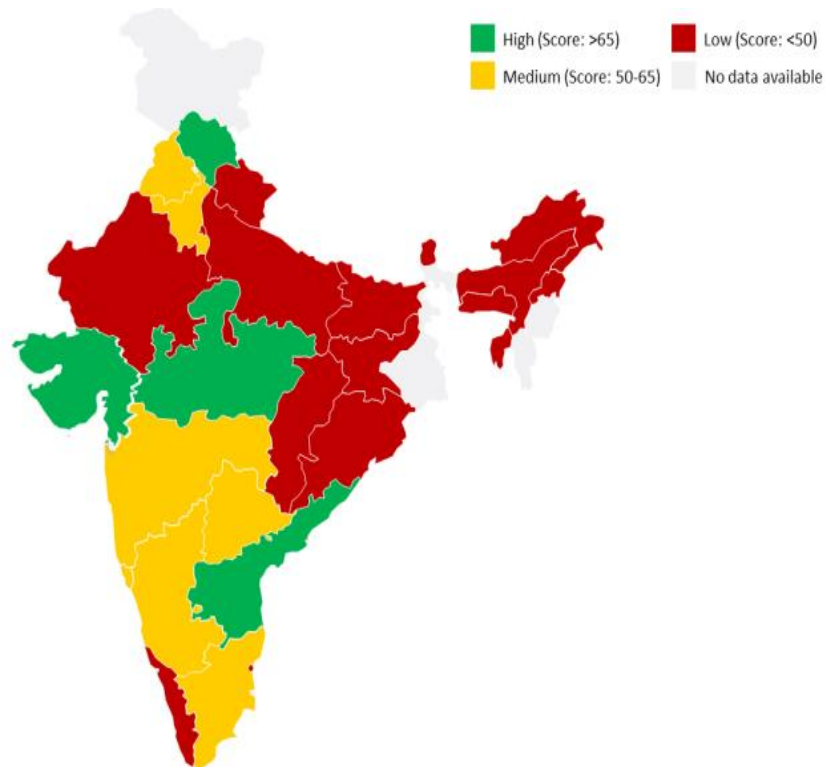 High (Score: >65)
Low (Score: <50)
Medium (Score: 50-65)
No data available